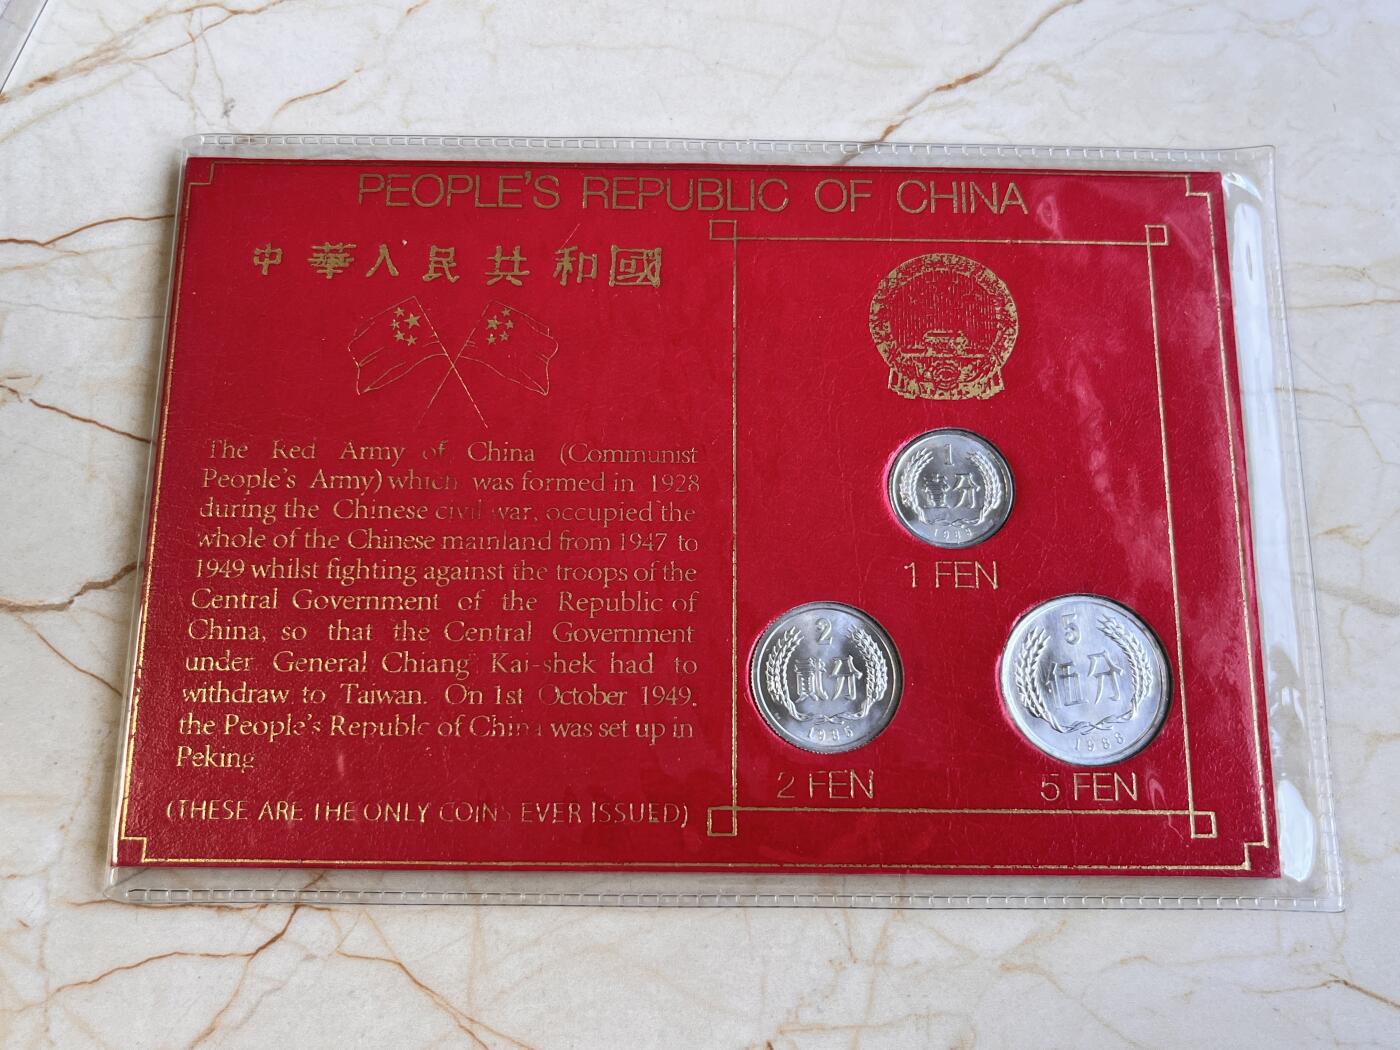 PEOPLE'S REPUBLIC OF CHINA
中華人民共和國
The Red Army of China (Communist
People's Army) which was formed in 1928
during the Chinese civil war, occupied the
whole of the Chinese mainland from 1947 to
1949 whilst fighting against the troops of the
Central Government of the Republic of
China, so that the Central Government
under General Chiang Kai-shek had to
withdraw to Taiwan. On 1st October 1949.
the People's Republic of China was set up in
Peking
(THESE ARE THE ONLY COINS EVER ISSUED)
1
壹分
1 FEN
2
貳分
1985
2 FEN
5
伍分
1988
5 FEN